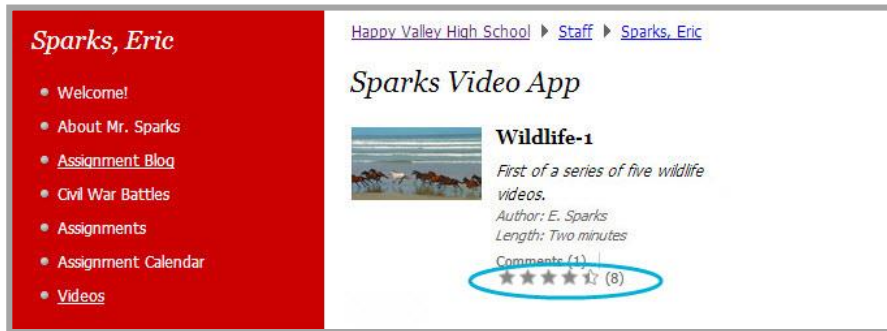 Sparks, Eric
Welcome!
About Mr. Sparks
Assignment Blog
Civil War Battles
Assignments
Assignment Calendar
Videos
Happy Valley High School Staff Sparks, Eric
Sparks Video App
Wildlife-1
First of a series of five wildlife
videos.
Author: E. Sparks
Length: Two minutes
Comments (1) |
(8)